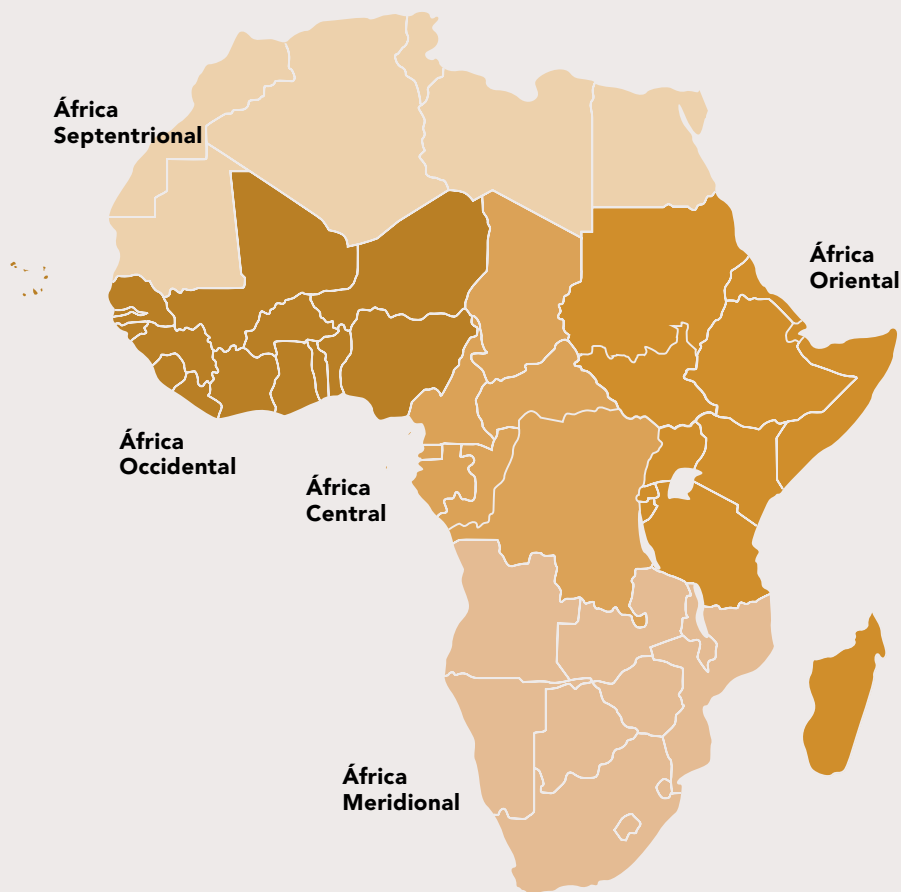 África
Septentrional
África
Oriental
África
Occidental
África
Central
África
Meridional